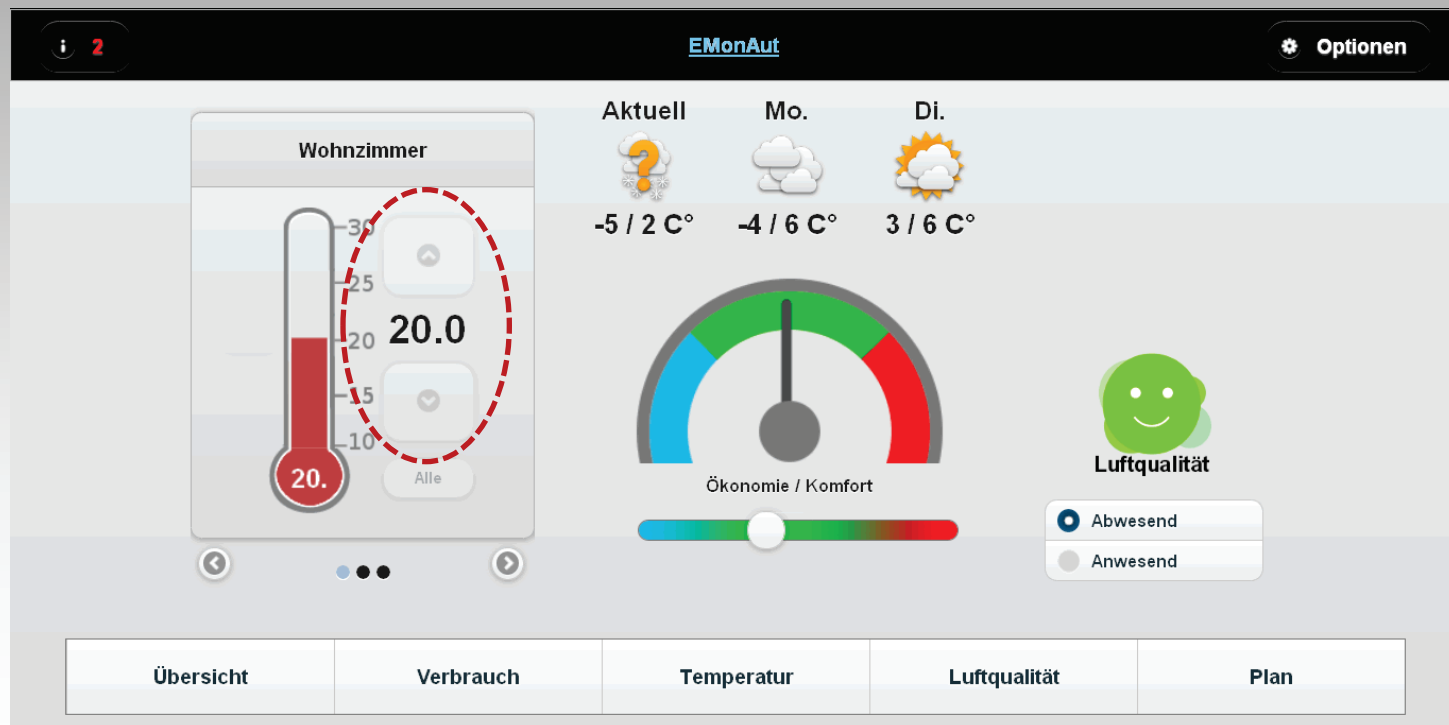 i 2
EMonAut
Optionen
Wohnzimmer
30
25
20
15
10
20.0
20.
Alle
Aktuell Mo. Di.
?
-5 / 2 C° -4 / 6 C° 3 / 6 C°
Ökonomie / Komfort
Luftqualität
Abwesend
Anwesend
Übersicht Verbrauch Temperatur Luftqualität Plan